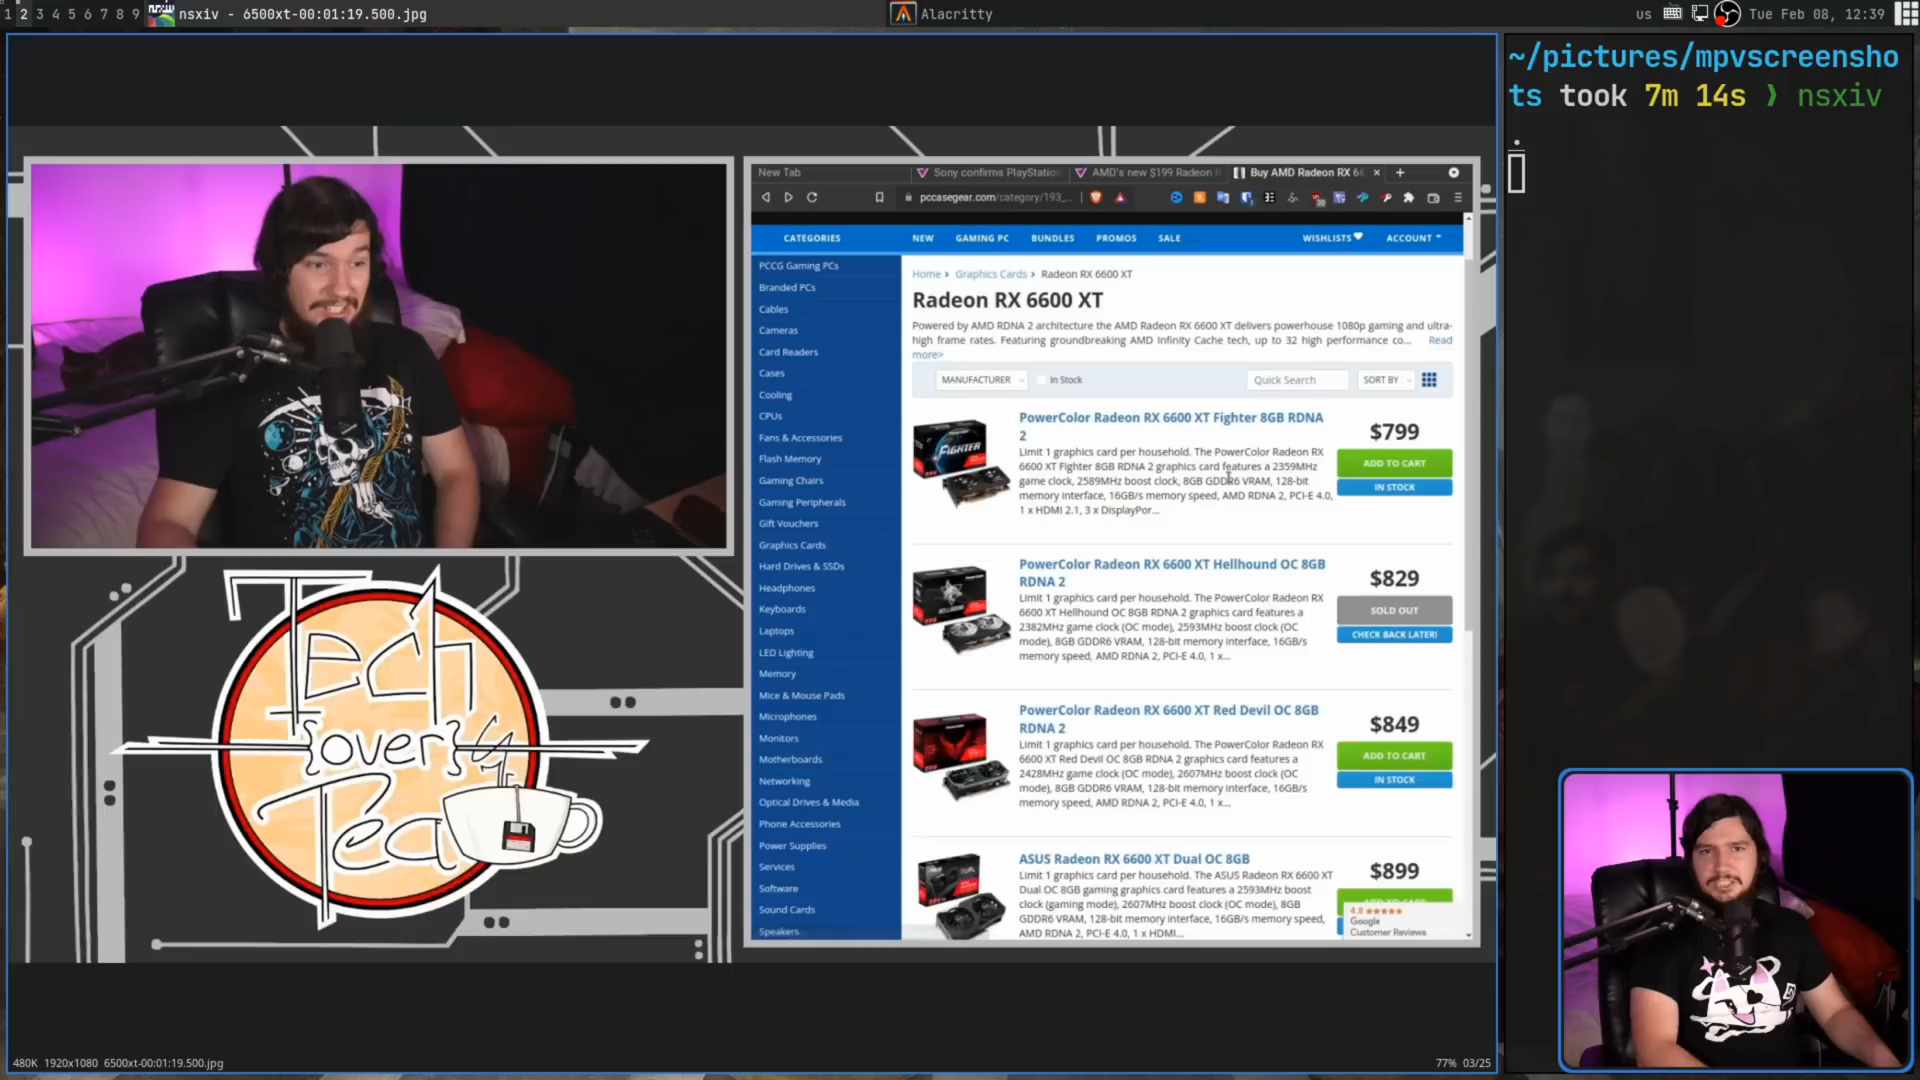 1 2 3 4 5 6 7 8 9 nsxiv - 6500xt-00:01:19.500.jpg
Alacritty
us Tue Feb 08, 12:39
~/pictures/mpvscreensho
ts took 7m 14s ❯ nsxiv
.
Tech
{over}
Tea
New Tab Sony confirms PlayStation AMD's new $199 Radeon Buy AMD Radeon RX 66
pccasegear.com/category/193_...
CATEGORIES NEW GAMING PC BUNDLES PROMOS SALE WISHLISTS ACCOUNT
PCCG Gaming PCs
Branded PCs
Cables
Cameras
Card Readers
Cases
Cooling
CPUs
Fans & Accessories
Flash Memory
Gaming Chairs
Gaming Peripherals
Gift Vouchers
Graphics Cards
Hard Drives & SSDs
Headphones
Keyboards
Laptops
LED Lighting
Memory
Mice & Mouse Pads
Microphones
Monitors
Motherboards
Networking
Optical Drives & Media
Phone Accessories
Power Supplies
Services
Software
Sound Cards
Speakers
Home › Graphics Cards › Radeon RX 6600 XT
Radeon RX 6600 XT
Powered by AMD RDNA 2 architecture the AMD Radeon RX 6600 XT delivers powerhouse 1080p gaming and ultra-
high frame rates. Featuring groundbreaking AMD Infinity Cache tech, up to 32 high performance co... Read
more>
MANUFACTURER In Stock Quick Search SORT BY
FIGHTER
PowerColor Radeon RX 6600 XT Fighter 8GB RDNA
2
Limit 1 graphics card per household. The PowerColor Radeon RX
6600 XT Fighter 8GB RDNA 2 graphics card features a 2359MHz
game clock, 2589MHz boost clock, 8GB GDDR6 VRAM, 128-bit
memory interface, 16GB/s memory speed, AMD RDNA 2, PCI-E 4.0,
1 x HDMI 2.1, 3 x DisplayPor...
$799
ADD TO CART
IN STOCK
PowerColor Radeon RX 6600 XT Hellhound OC 8GB
RDNA 2
Limit 1 graphics card per household. The PowerColor Radeon RX
6600 XT Hellhound OC 8GB RDNA 2 graphics card features a
2382MHz game clock (OC mode), 2593MHz boost clock (OC
mode), 8GB GDDR6 VRAM, 128-bit memory interface, 16GB/s
memory speed, AMD RDNA 2, PCI-E 4.0, 1 x...
$829
SOLD OUT
CHECK BACK LATER!
PowerColor Radeon RX 6600 XT Red Devil OC 8GB
RDNA 2
Limit 1 graphics card per household. The PowerColor Radeon RX
6600 XT Red Devil OC 8GB RDNA 2 graphics card features a
2428MHz game clock (OC mode), 2607MHz boost clock (OC
mode), 8GB GDDR6 VRAM, 128-bit memory interface, 16GB/s
memory speed, AMD RDNA 2, PCI-E 4.0, 1 x...
$849
ADD TO CART
IN STOCK
ASUS Radeon RX 6600 XT Dual OC 8GB
Limit 1 graphics card per household. The ASUS Radeon RX 6600 XT
Dual OC 8GB gaming graphics card features a 2593MHz boost
clock (gaming mode), 2607MHz boost clock (OC mode), 8GB
GDDR6 VRAM, 128-bit memory interface, 16GB/s memory speed,
AMD RDNA 2, PCI-E 4.0, 1 x HDMI...
$899
4.8 ★★★★★
Google
Customer Reviews
480K 1920x1080 6500xt-00:01:19.500.jpg
77% 03/25